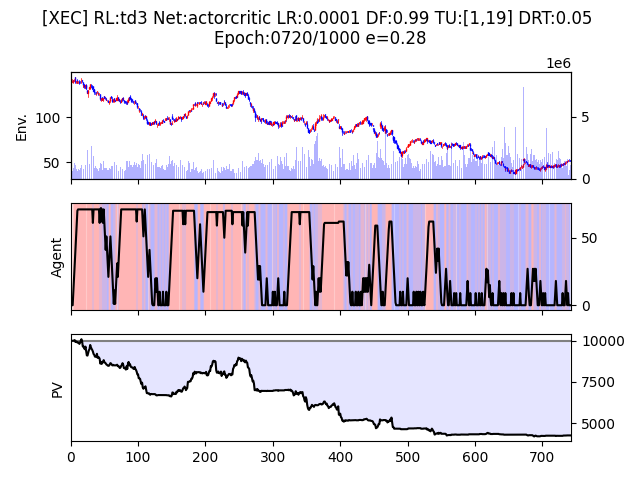 [XEC] RL:td3 Net:actorcritic LR:0.0001 DF:0.99 TU:[1,19] DRT:0.05
Epoch:0720/1000 e=0.28
1e6
Env.
100
50
5
0
Agent
50
0
PV
10000
7500
5000
0 100 200 300 400 500 600 700